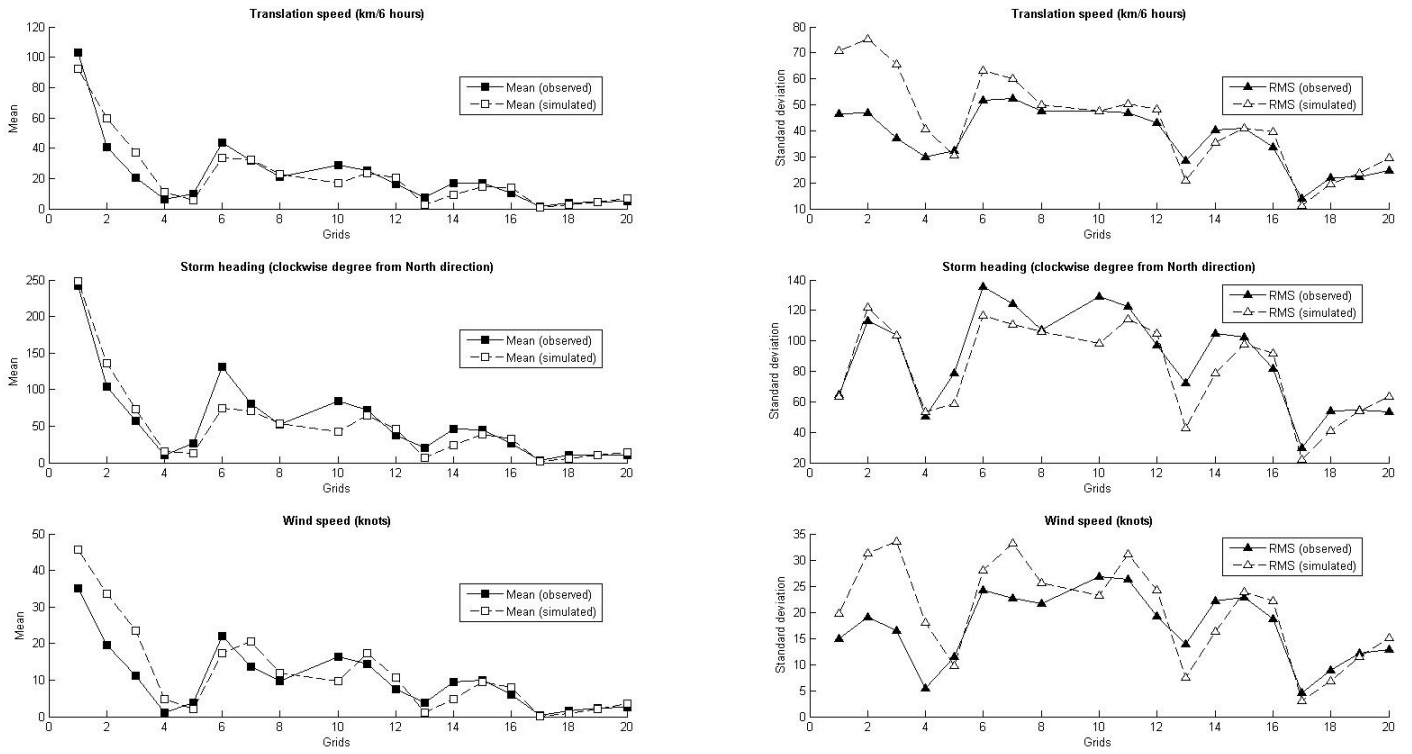 Translation speed (km/6 hours)
120
100
80
60
40
20
0
Mean
Mean (observed)
Mean (simulated)
0 2 4 6 8 10 12 14 16 18 20
Grids
Translation speed (km/6 hours)
80
70
60
50
40
30
20
10
Standard deviation
RMS (observed)
RMS (simulated)
0 2 4 6 8 10 12 14 16 18 20
Grids
Storm heading (clockwise degree from North direction)
250
200
150
100
50
0
Mean
Mean (observed)
Mean (simulated)
0 2 4 6 8 10 12 14 16 18 20
Grids
Storm heading (clockwise degree from North direction)
140
120
100
80
60
40
20
Standard deviation
RMS (observed)
RMS (simulated)
0 2 4 6 8 10 12 14 16 18 20
Grids
Wind speed (knots)
50
40
30
20
10
0
Mean
Mean (observed)
Mean (simulated)
0 2 4 6 8 10 12 14 16 18 20
Grids
Wind speed (knots)
35
30
25
20
15
10
5
0
Standard deviation
RMS (observed)
RMS (simulated)
0 2 4 6 8 10 12 14 16 18 20
Grids